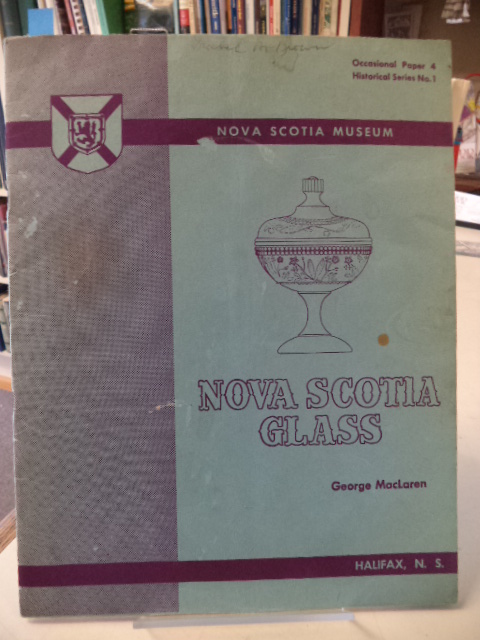 Occasional Paper 4
Historical Series No. 1
NOVA SCOTIA MUSEUM
NOVA SCOTIA
GLASS
George MacLaren
HALIFAX, N. S.